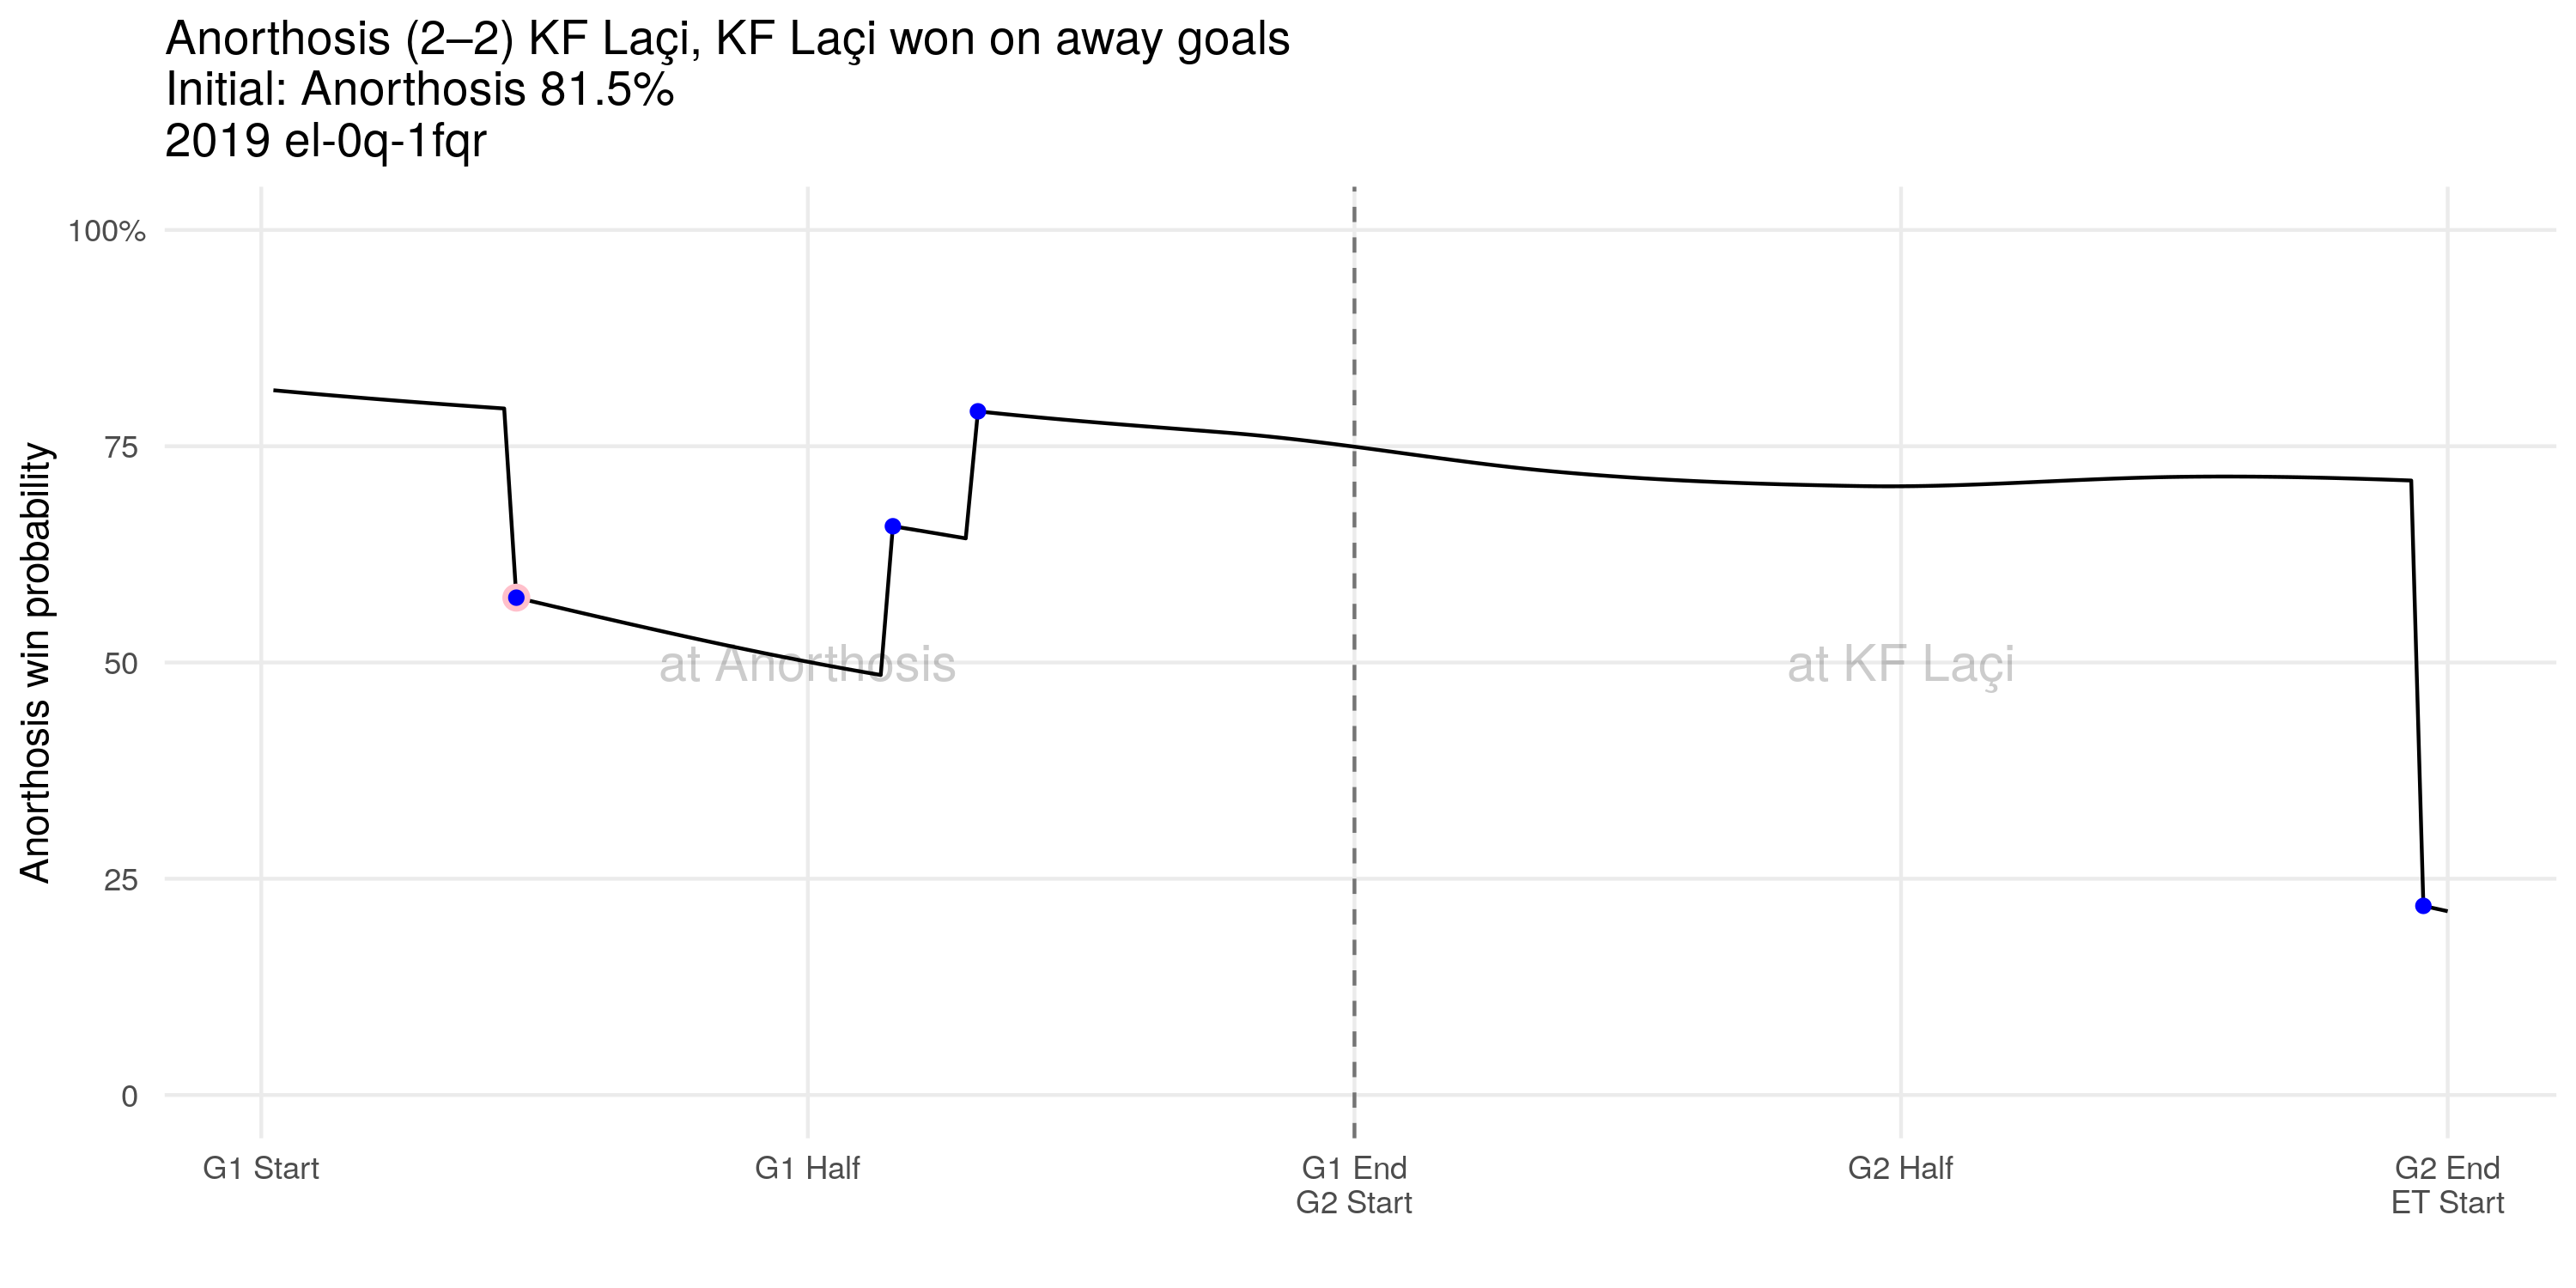 Anorthosis (2–2) KF Laçi, KF Laçi won on away goals
Initial: Anorthosis 81.5%
2019 el-0q-1fqr
Anorthosis win probability
100%
75
50
25
0
at Anorthosis
at KF Laçi
G1 Start
G1 Half
G1 End
G2 Start
G2 Half
G2 End
ET Start